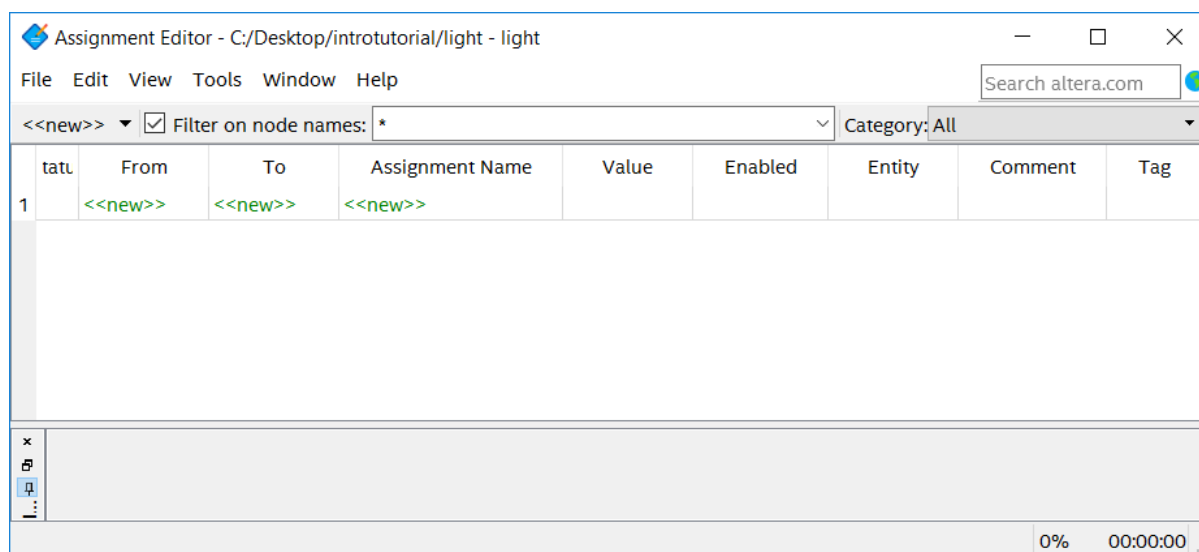 Assignment Editor - C:/Desktop/introtutorial/light - light
File Edit View Tools Window Help
Search altera.com
<<new>> Filter on node names: * Category: All
tatu From To Assignment Name Value Enabled Entity Comment Tag
1 <<new>> <<new>> <<new>>
0% 00:00:00